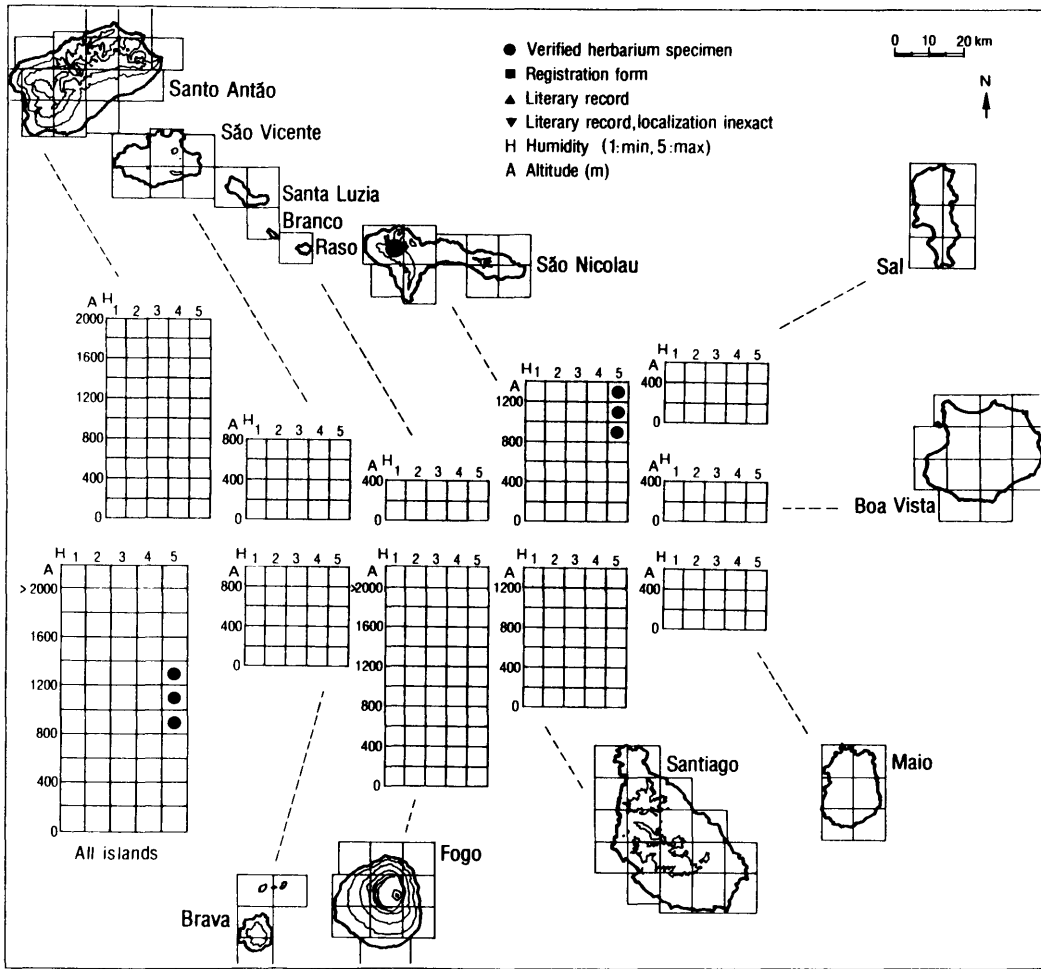 ● Verified herbarium specimen
■ Registration form
▲ Literary record
▼ Literary record, localization inexact
H Humidity (1:min, 5:max)
A Altitude (m)
0 10 20 km
N
Santo Antão
São Vicente
Santa Luzia
Branco
Raso
São Nicolau
Sal
A H 1 2 3 4 5
2000
1600
1200
800
400
0
A H 1 2 3 4 5
800
400
0
A H 1 2 3 4 5
400
0
A H 1 2 3 4 5
1200
800
400
0
A H 1 2 3 4 5
400
0
A H 1 2 3 4 5
400
0
Boa Vista
A H 1 2 3 4 5
>2000
1600
1200
800
400
0
All islands
A H 1 2 3 4 5
800
400
0
A H 1 2 3 4 5
>2000
1600
1200
800
400
0
A H 1 2 3 4 5
1200
800
400
0
A H 1 2 3 4 5
400
0
Santiago
Maio
Fogo
Brava